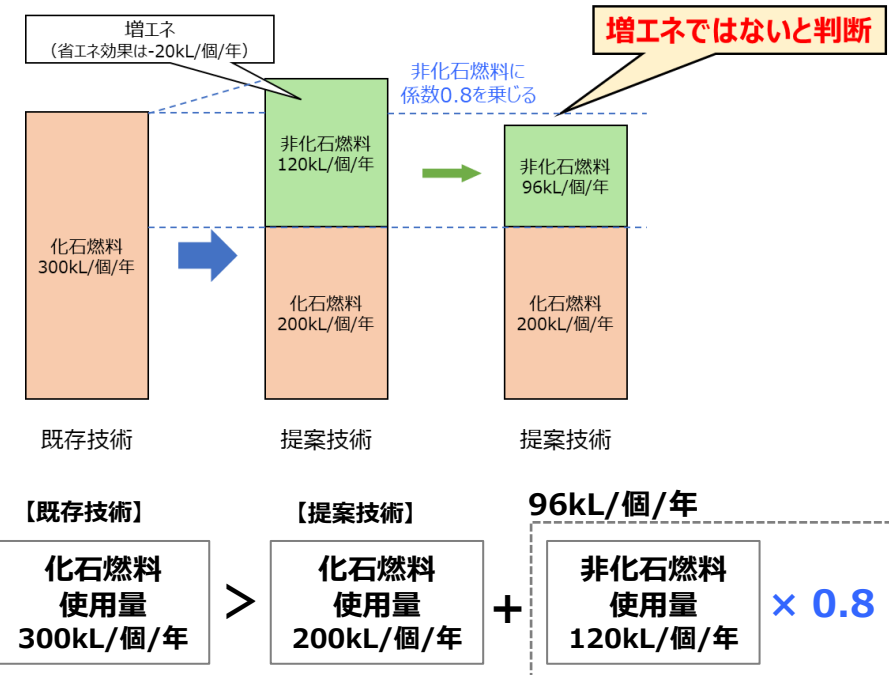 増エネ
（省エネ効果は-20kL/個/年）
増エネではないと判断
非化石燃料に
係数0.8を乗じる
非化石燃料
120kL/個/年
非化石燃料
96kL/個/年
化石燃料
300kL/個/年
化石燃料
200kL/個/年
化石燃料
200kL/個/年
既存技術
提案技術
提案技術
96kL/個/年
【既存技術】
【提案技術】
化石燃料
使用量
300kL/個/年
>
化石燃料
使用量
200kL/個/年
+
非化石燃料
使用量
120kL/個/年
× 0.8